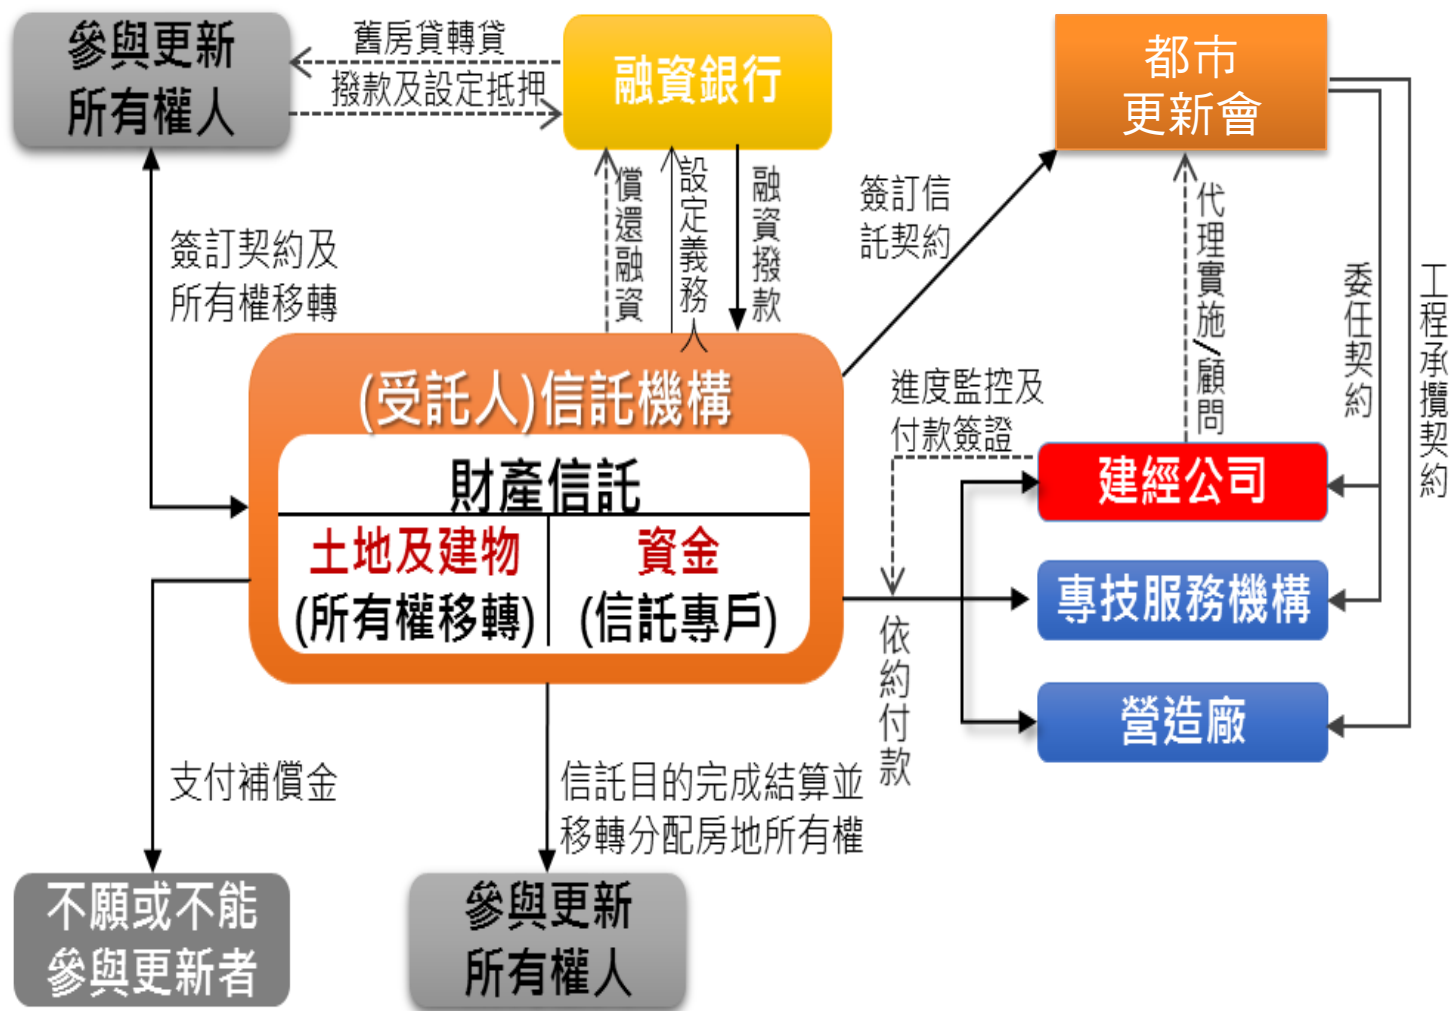 參與更新
所有權人
舊房貸轉貸
撥款及設定抵押
融資銀行
都市
更新會
簽訂契約及
所有權移轉
償還融資
設定義務人
融資撥款
簽訂信
託契約
代理實施/顧問
委任契約
工程承攬契約
(受託人)信託機構
財產信託
土地及建物
(所有權移轉)
資金
(信託專戶)
進度監控及
付款簽證
建經公司
專技服務機構
營造廠
依約付款
支付補償金
信託目的完成結算並
移轉分配房地所有權
不願或不能
參與更新者
參與更新
所有權人